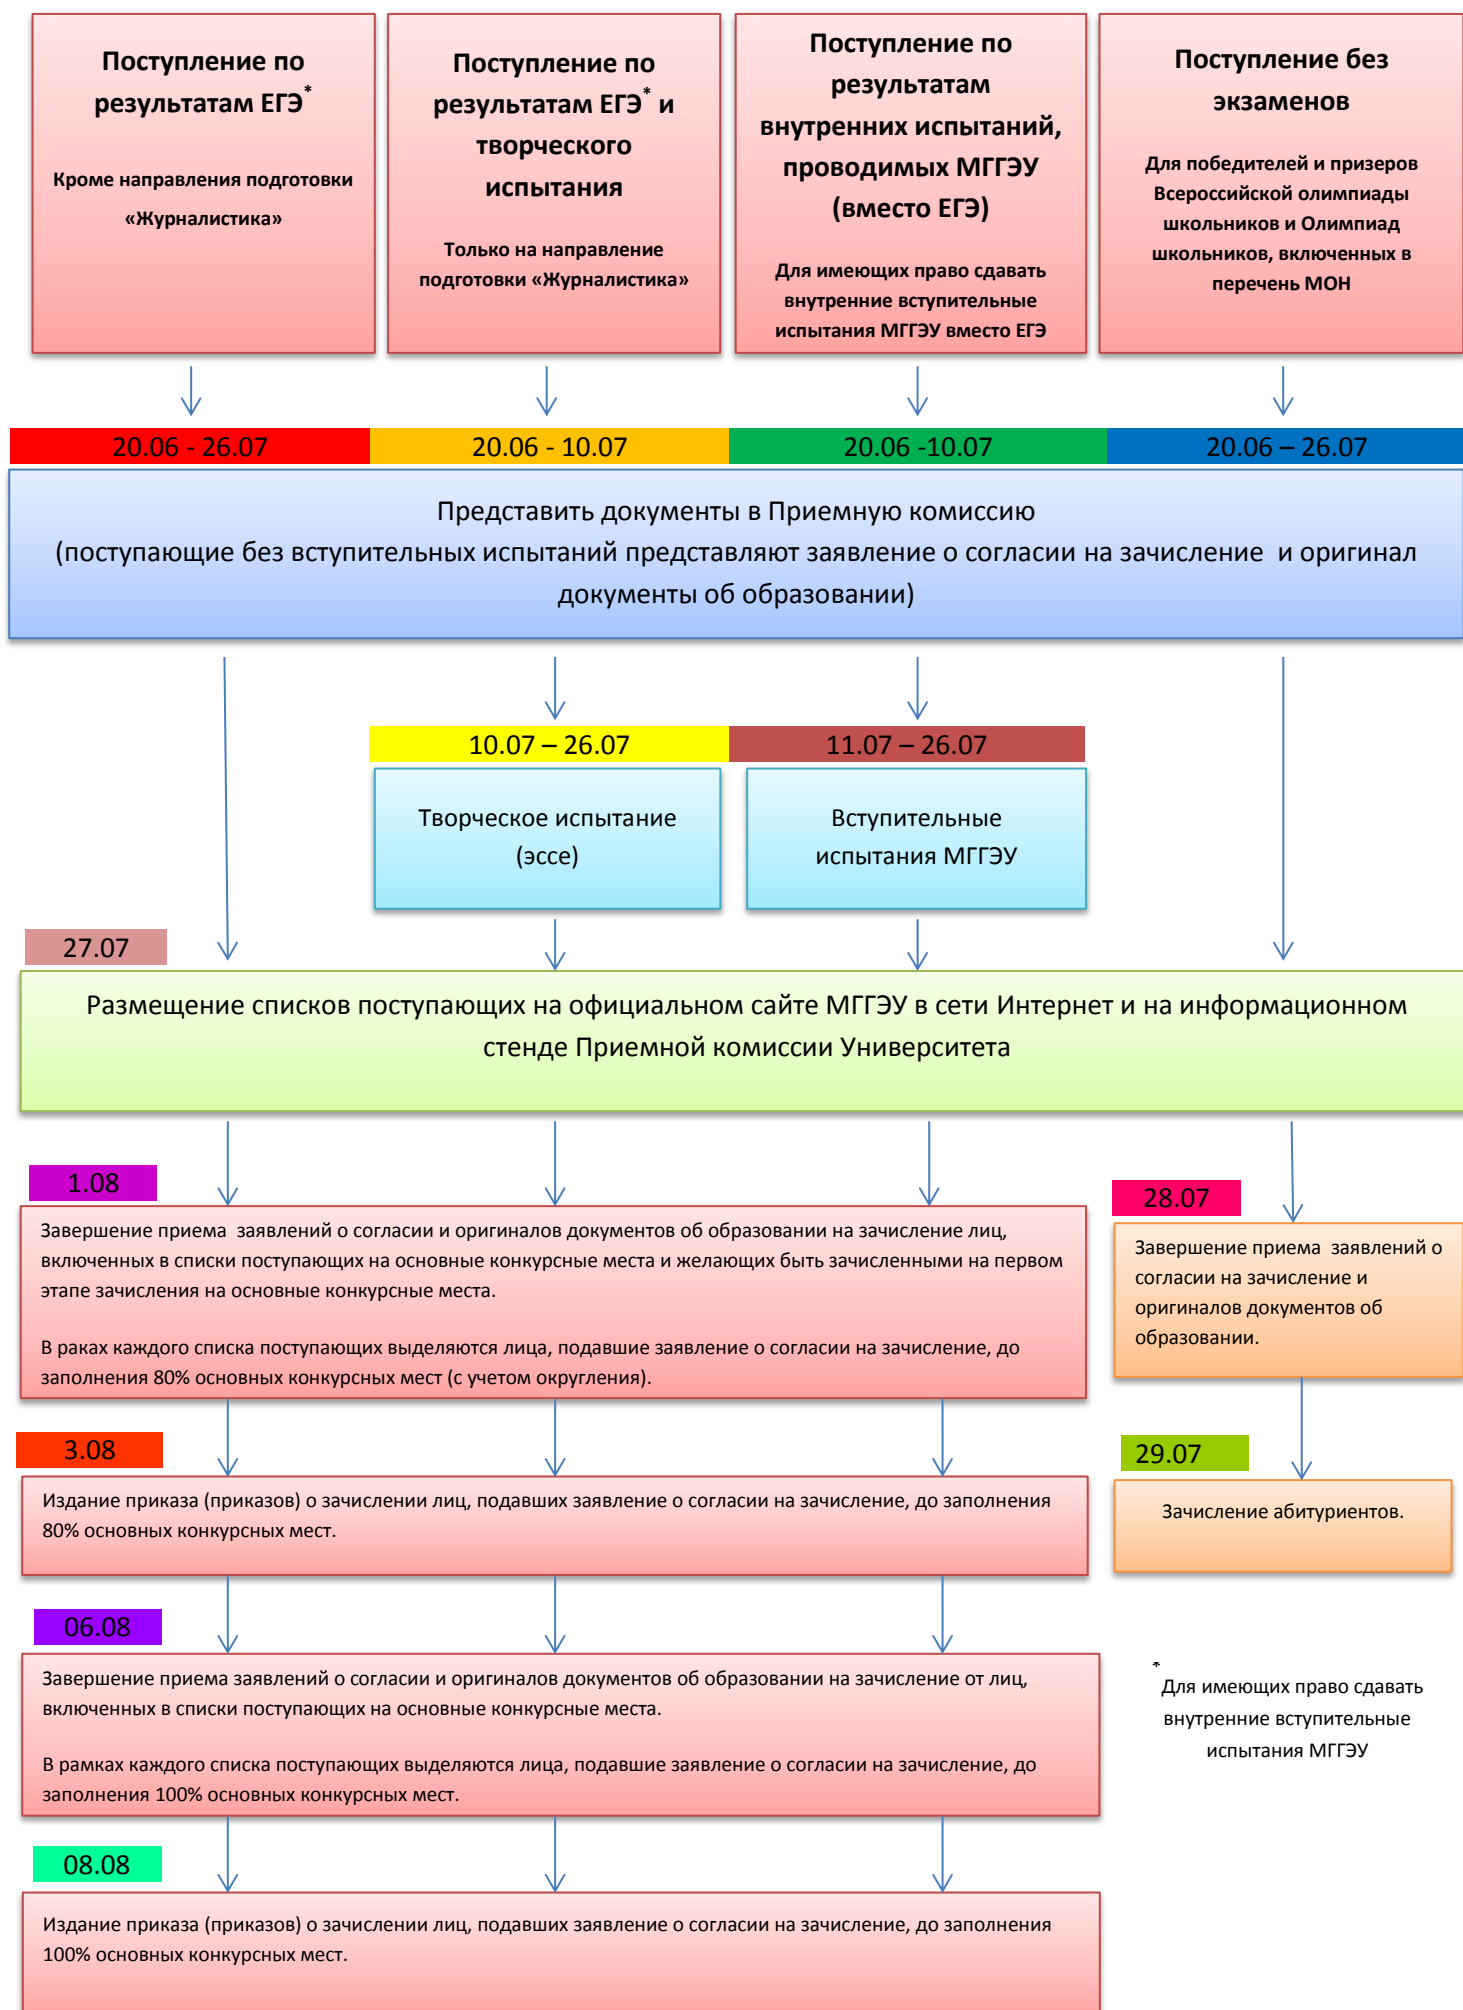 Поступление по
результатам ЕГЭ*
Кроме направления подготовки
«Журналистика»
Поступление по
результатам ЕГЭ* и
творческого
испытания
Только на направление
подготовки «Журналистика»
Поступление по
результатам
внутренних испытаний,
проводимых МГГЭУ
(вместо ЕГЭ)
Для имеющих право сдавать
внутренние вступительные
испытания МГГЭУ вместо ЕГЭ
Поступление без
экзаменов
Для победителей и призеров
Всероссийской олимпиады
школьников и Олимпиад
школьников, включенных в
перечень МОН
20.06 - 26.07
20.06 - 10.07
20.06 -10.07
20.06 – 26.07
Представить документы в Приемную комиссию
(поступающие без вступительных испытаний представляют заявление о согласии на зачисление и оригинал
документы об образовании)
10.07 – 26.07
11.07 – 26.07
Творческое испытание
(эссе)
Вступительные
испытания МГГЭУ
27.07
Размещение списков поступающих на официальном сайте МГГЭУ в сети Интернет и на информационном
стенде Приемной комиссии Университета
1.08
Завершение приема заявлений о согласии и оригиналов документов об образовании на зачисление лиц,
включенных в списки поступающих на основные конкурсные места и желающих быть зачисленными на первом
этапе зачисления на основные конкурсные места.
В раках каждого списка поступающих выделяются лица, подавшие заявление о согласии на зачисление, до
заполнения 80% основных конкурсных мест (с учетом округления).
28.07
Завершение приема заявлений о
согласии на зачисление и
оригиналов документов об
образовании.
3.08
Издание приказа (приказов) о зачислении лиц, подавших заявление о согласии на зачисление, до заполнения
80% основных конкурсных мест.
29.07
Зачисление абитуриентов.
06.08
Завершение приема заявлений о согласии и оригиналов документов об образовании на зачисление от лиц,
включенных в списки поступающих на основные конкурсные места.
В рамках каждого списка поступающих выделяются лица, подавшие заявление о согласии на зачисление, до
заполнения 100% основных конкурсных мест.
*Для имеющих право сдавать
внутренние вступительные
испытания МГГЭУ
08.08
Издание приказа (приказов) о зачислении лиц, подавших заявление о согласии на зачисление, до заполнения
100% основных конкурсных мест.